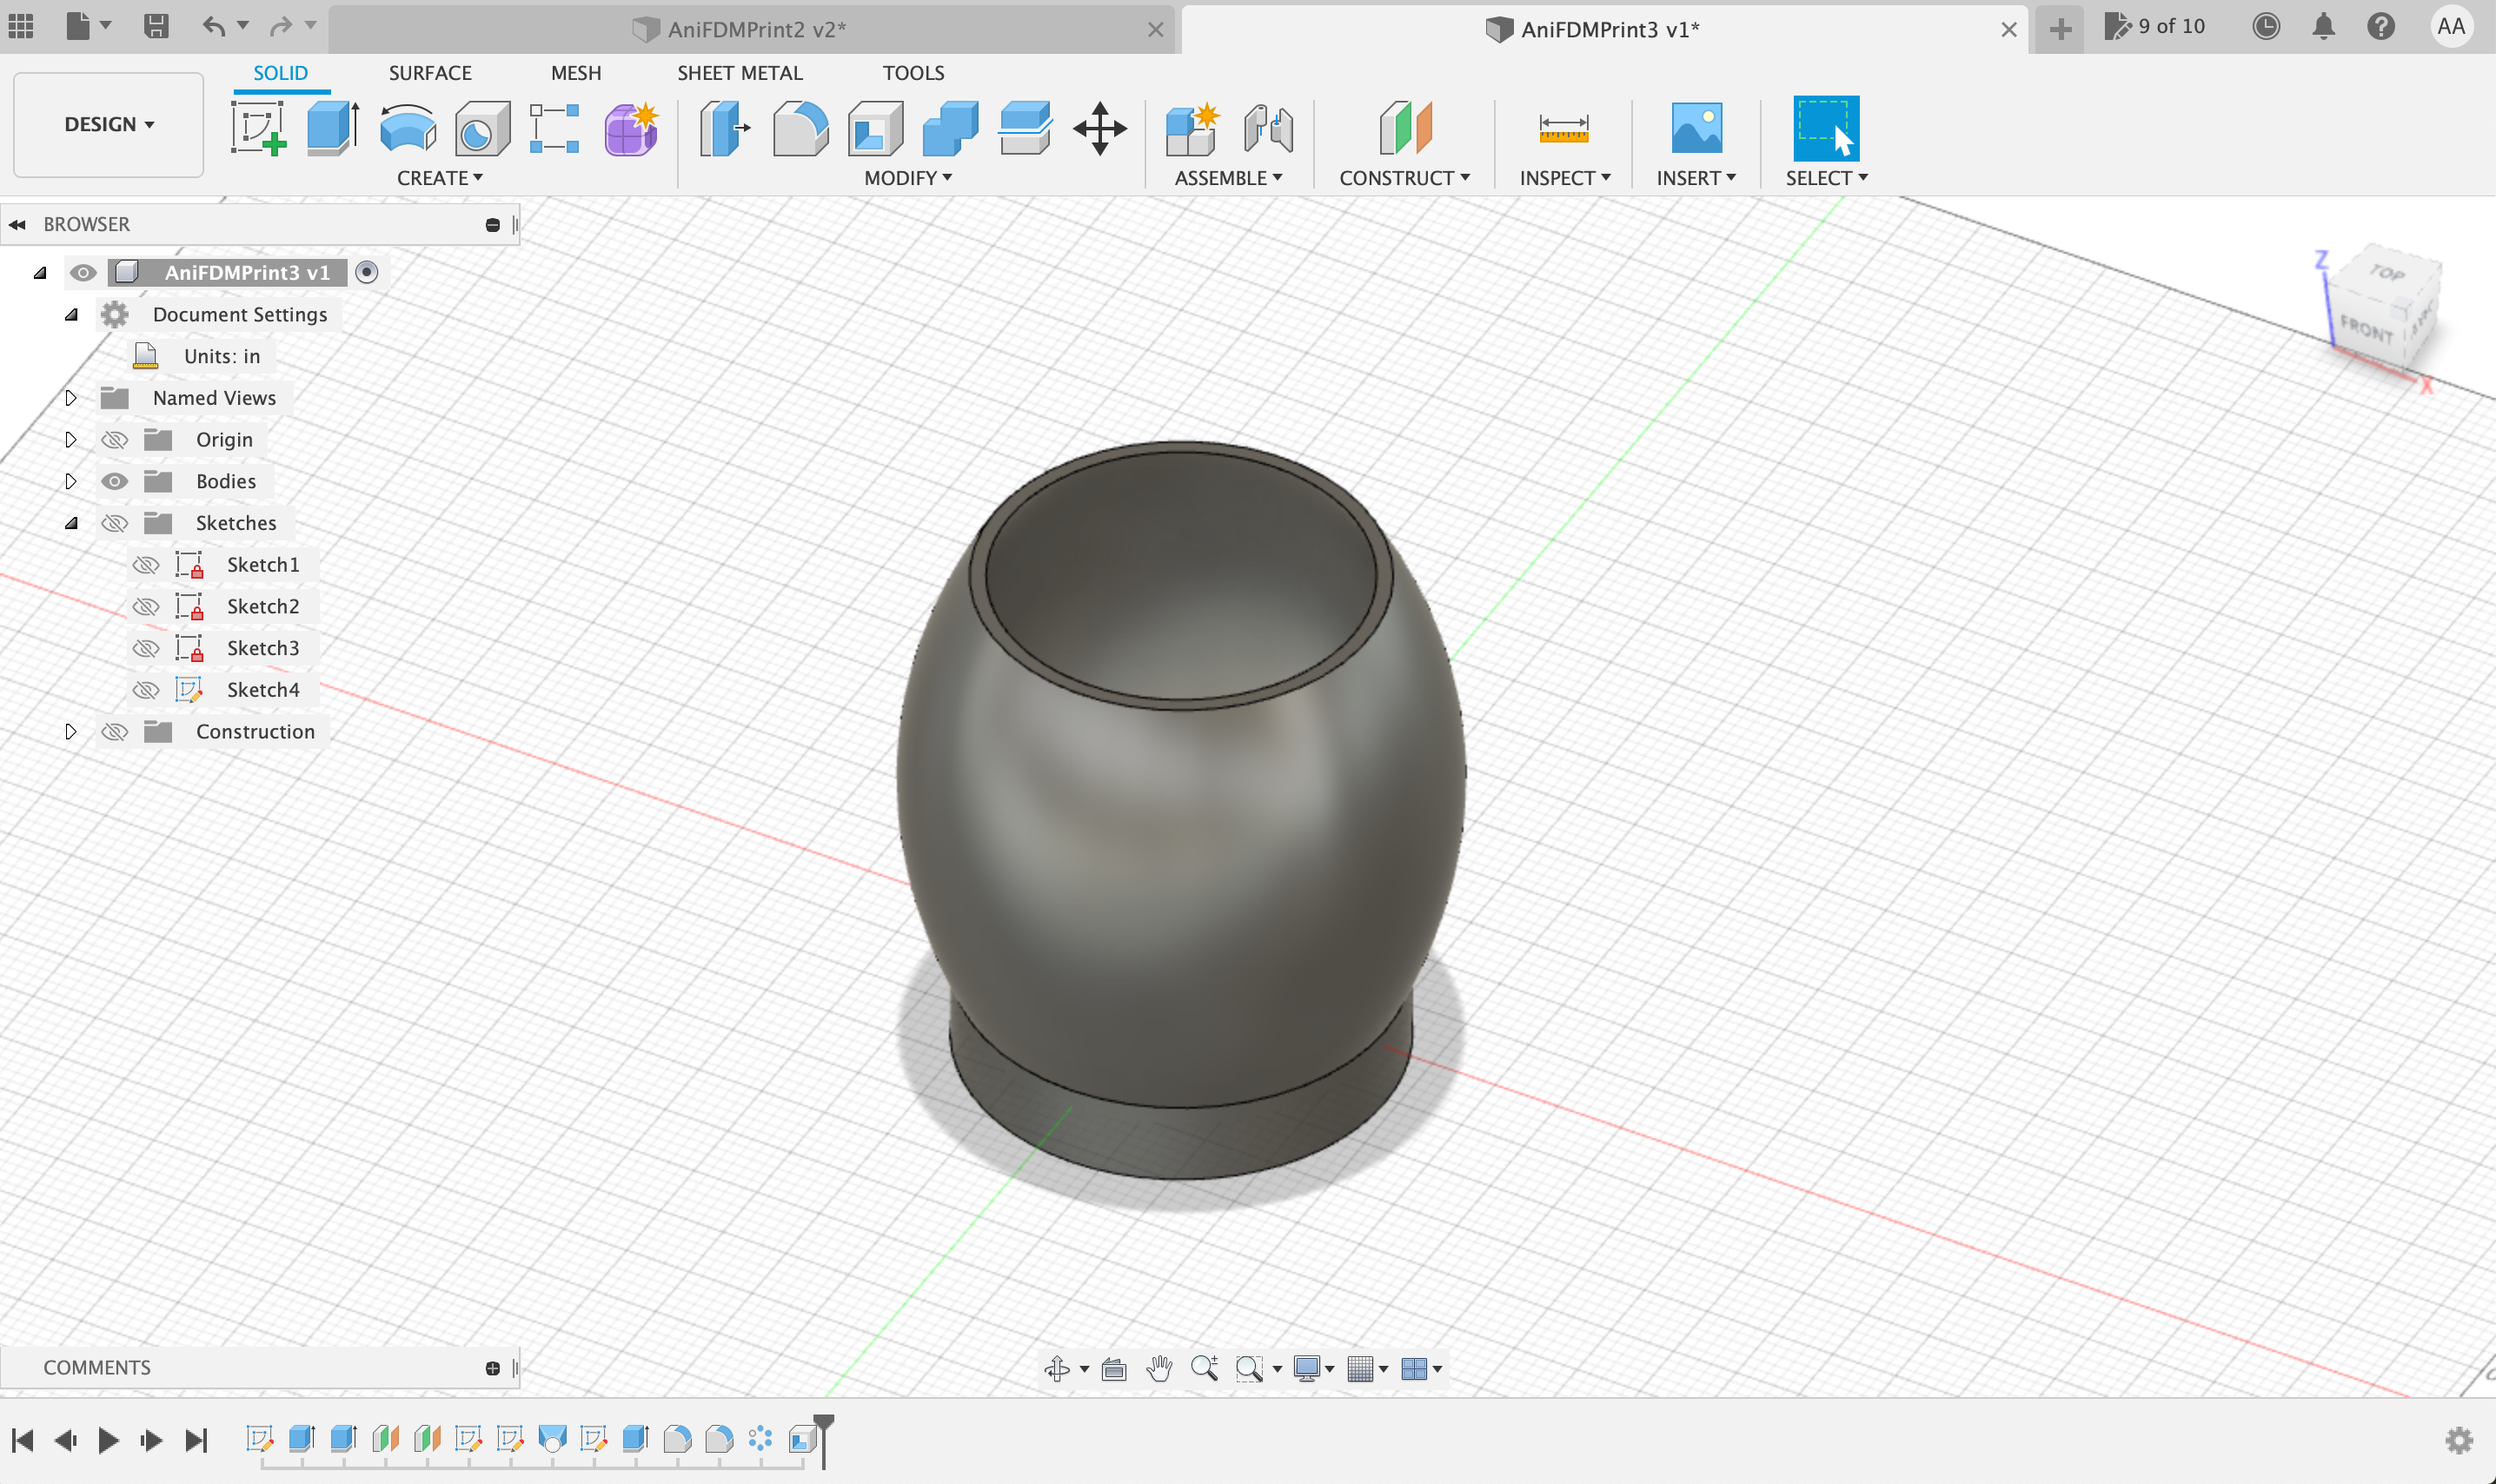 AniFDMPrint2 v2*
AniFDMPrint3 v1*
9 of 10
AA
DESIGN
SOLID
SURFACE
MESH
SHEET METAL
TOOLS
CREATE
MODIFY
ASSEMBLE
CONSTRUCT
INSPECT
INSERT
SELECT
BROWSER
AniFDMPrint3 v1
Document Settings
Units: in
Named Views
Origin
Bodies
Sketches
Sketch1
Sketch2
Sketch3
Sketch4
Construction
Z
TOP
FRONT
X
COMMENTS